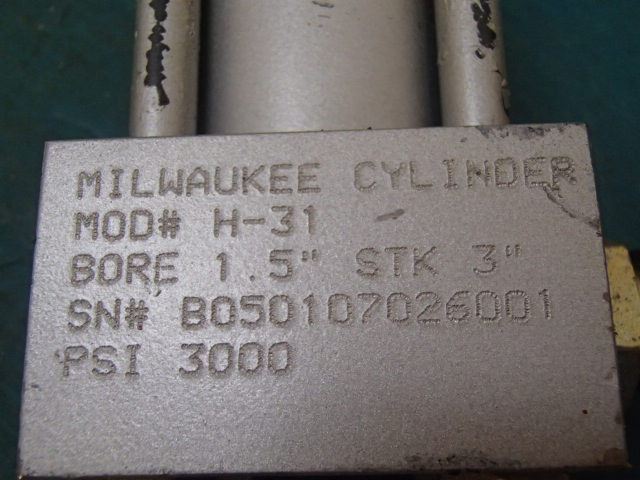 MILWAUKEE CYLINDER
MOD# H-31
BORE 1.5" STK 3"
SN# B050107026001
PSI 3000